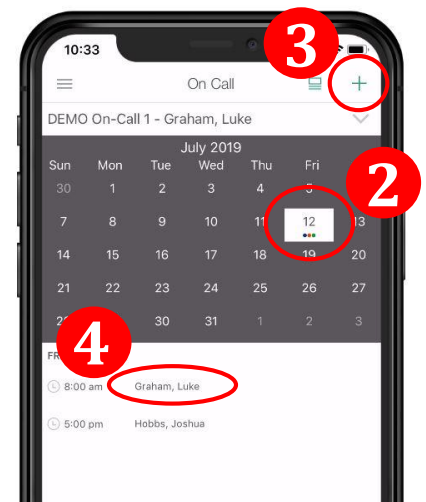 10:33
3
On Call
DEMO On-Call 1 - Graham, Luke
July 2019
Sun Mon Tue Wed Thu Fri
2
30 1 2 3 4 5
7 8 9 10 11 12 13
14 15 16 17 18 19 20
21 22 23 24 25 26 27
30 31 1 2 3
4
8:00 am Graham, Luke
5:00 pm Hobbs, Joshua